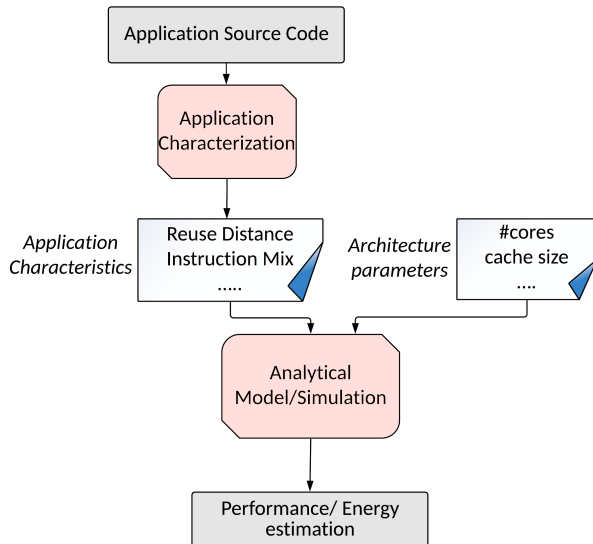 Application Source Code
Application
Characterization
Application
Characteristics
Reuse Distance
Instruction Mix
.....
Architecture
parameters
#cores
cache size
....
Analytical
Model/Simulation
Performance/ Energy
estimation